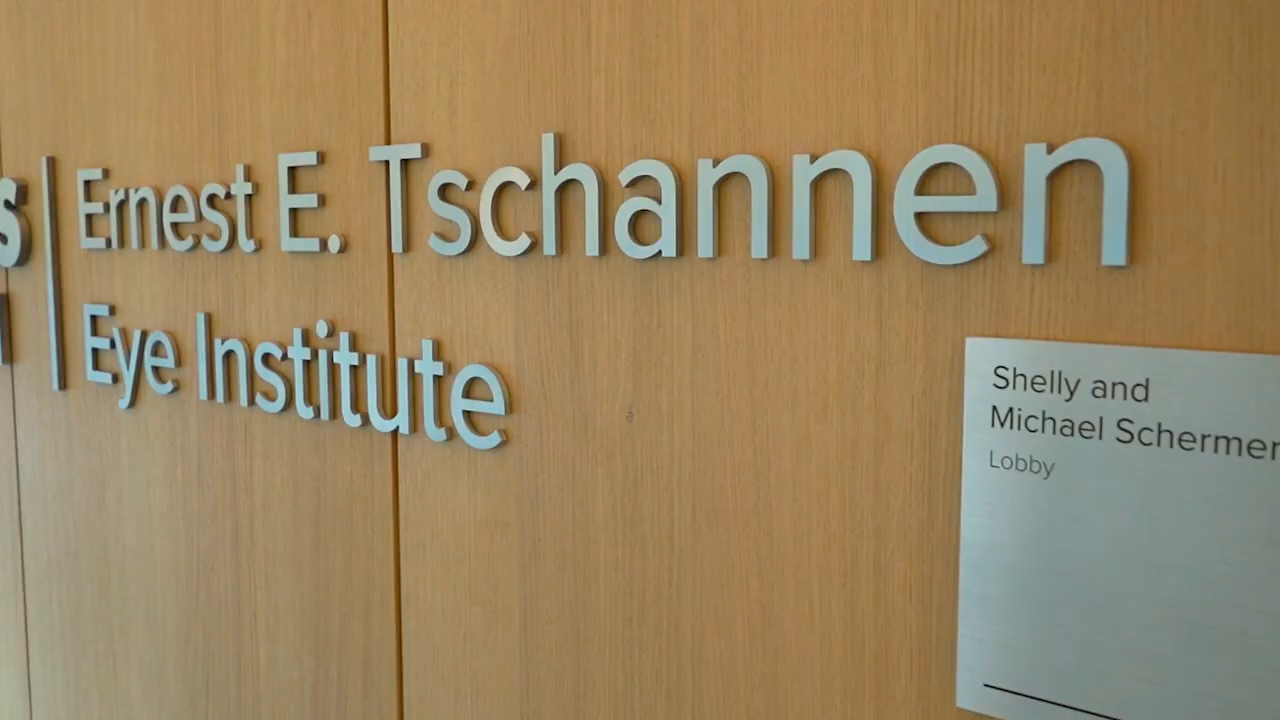 Ernest E. Tschannen
Eye Institute
Shelly and
Michael Schermer
Lobby